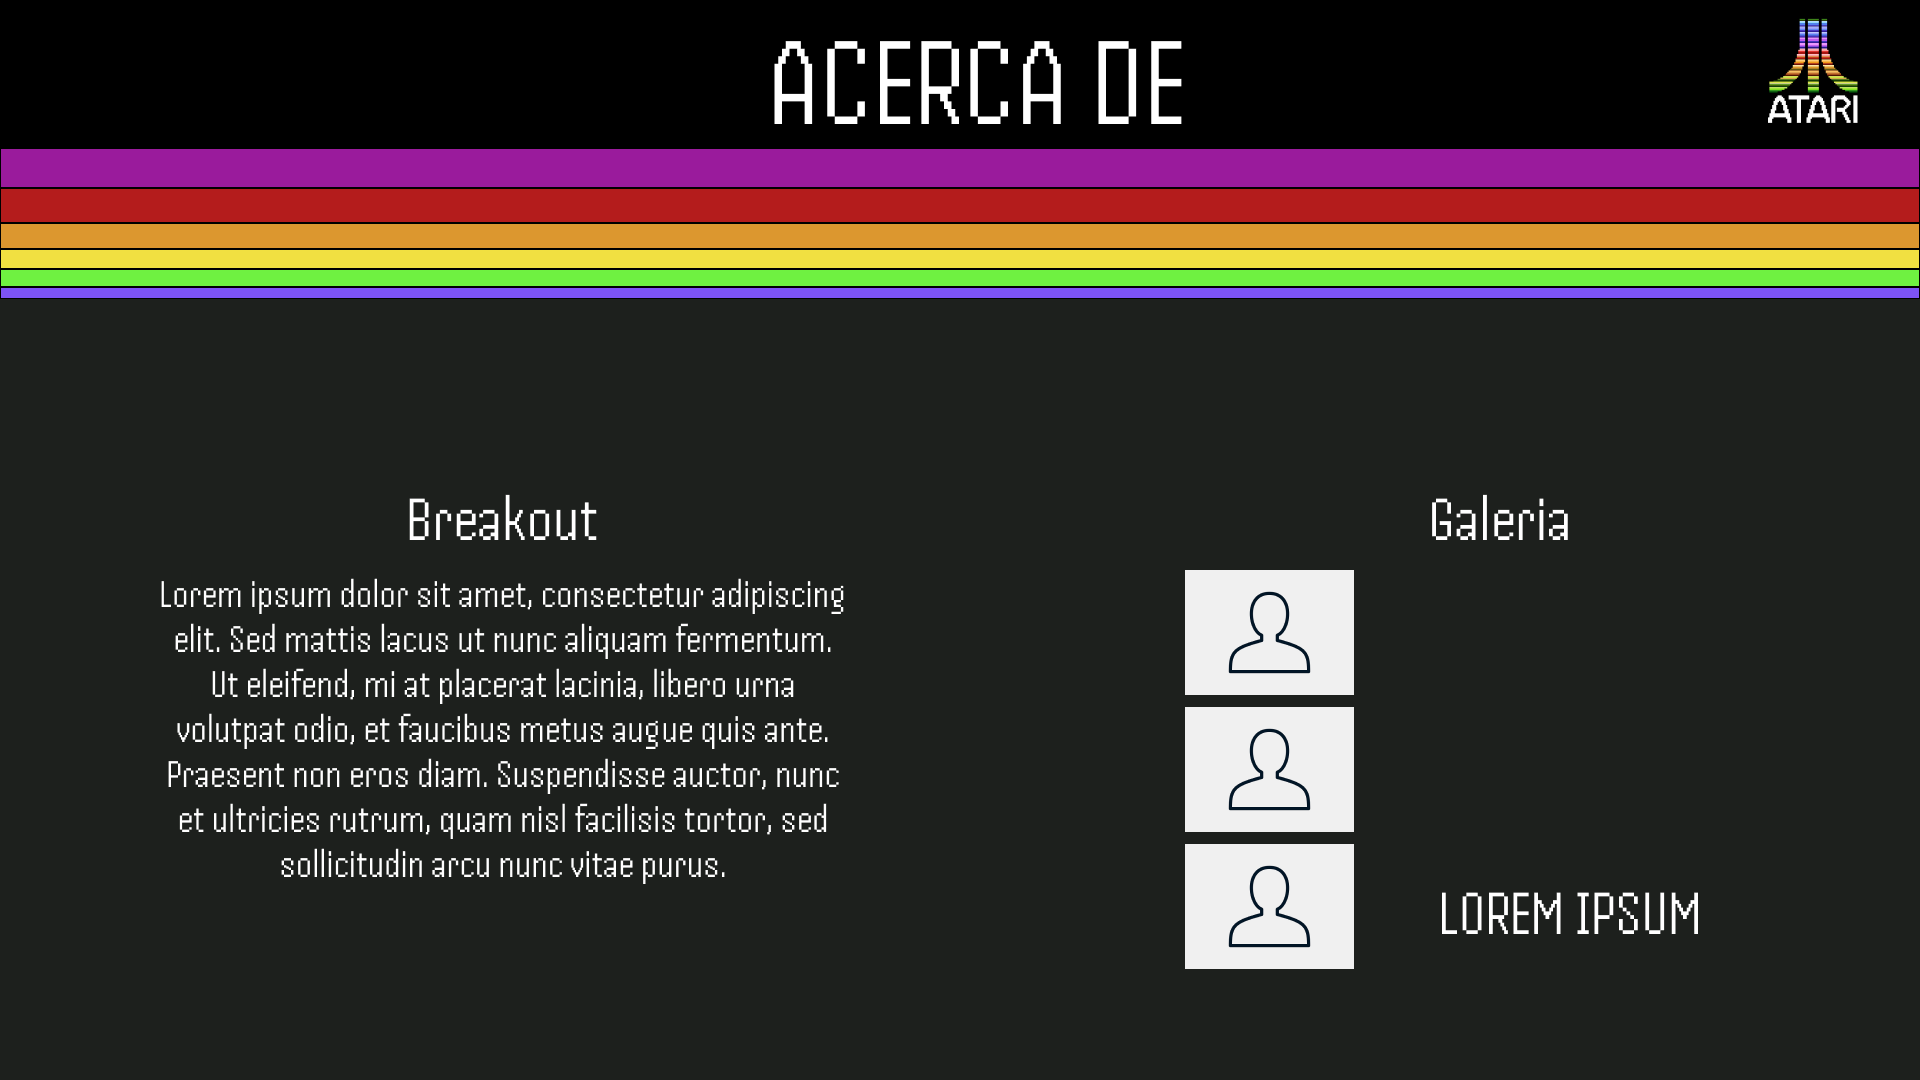 ACERCA DE
ATARI
Breakout
Lorem ipsum dolor sit amet, consectetur adipiscing
elit. Sed mattis lacus ut nunc aliquam fermentum.
Ut eleifend, mi at placerat lacinia, libero urna
volutpat odio, et faucibus metus augue quis ante.
Praesent non eros diam. Suspendisse auctor, nunc
et ultricies rutrum, quam nisl facilisis tortor, sed
sollicitudin arcu nunc vitae purus.
Galeria
LOREM IPSUM